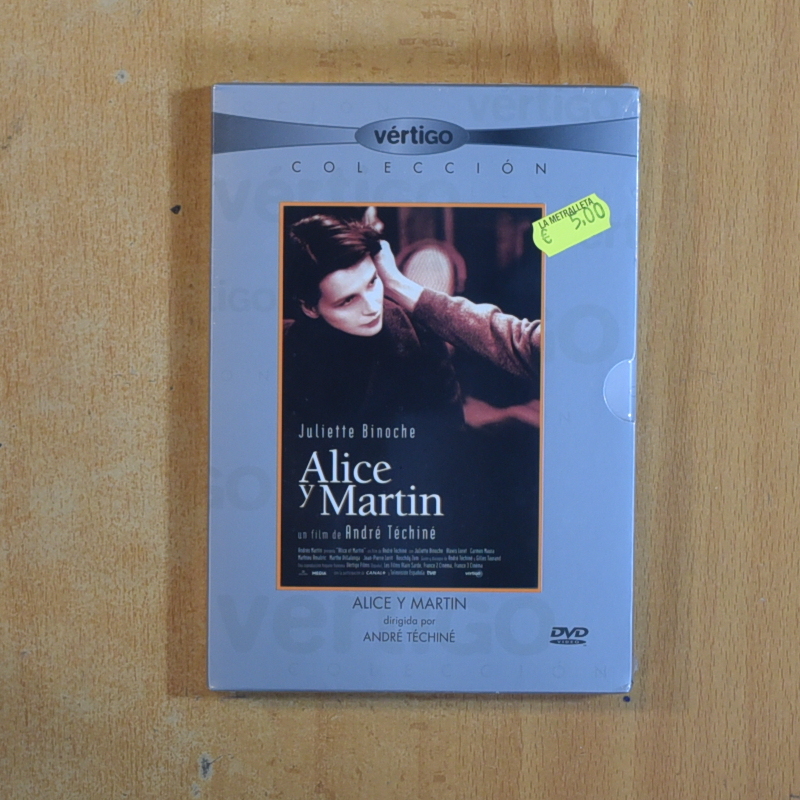 vértigo
COLECCIÓN
LA METRALLETA
€ 5,00
Juliette Binoche
Alice
y Martin
un film de André Téchiné
ALICE Y MARTIN
dirigida por
ANDRÉ TÉCHINÉ
DVD
VIDEO